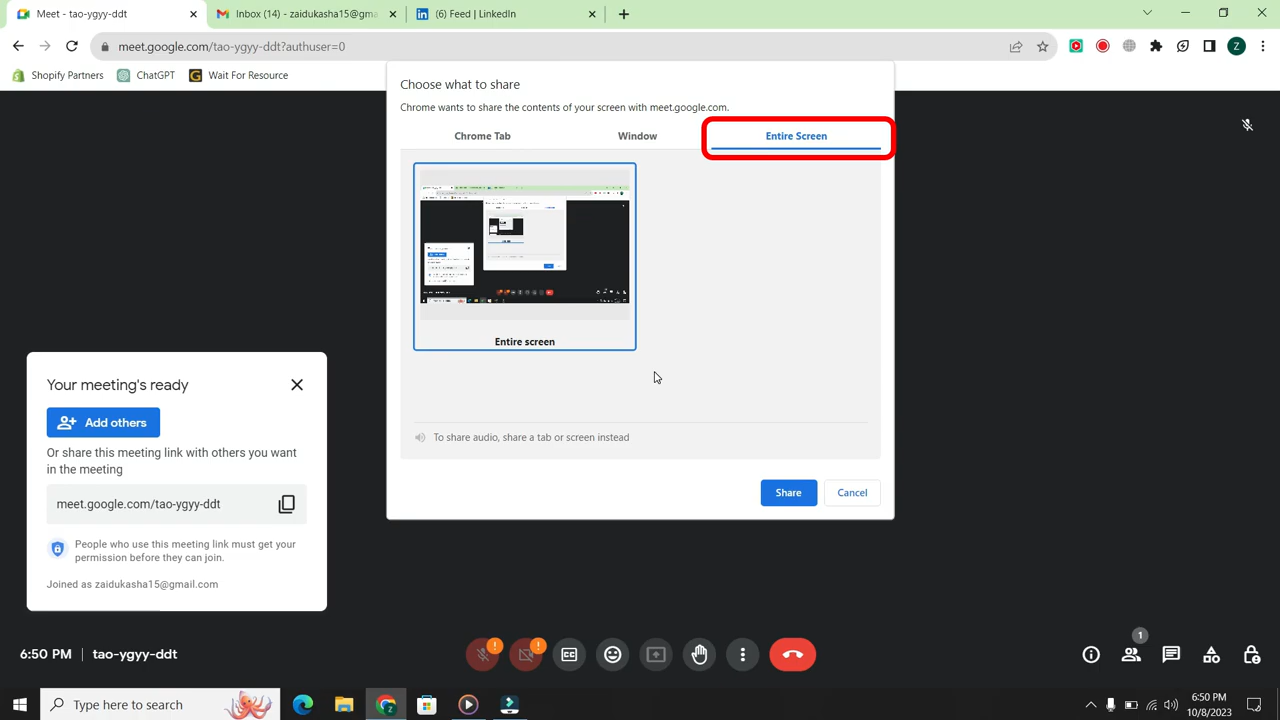 Meet - tao-ygyy-ddt
Inbox (14) - zaidukasha15@gma
(6) Feed | LinkedIn
meet.google.com/tao-ygyy-ddt?authuser=0
Z
Shopify Partners
ChatGPT
Wait For Resource
Choose what to share
Chrome wants to share the contents of your screen with meet.google.com.
Chrome Tab
Window
Entire Screen
Entire screen
To share audio, share a tab or screen instead
Share
Cancel
Your meeting's ready
Add others
Or share this meeting link with others you want
in the meeting
meet.google.com/tao-ygyy-ddt
People who use this meeting link must get your
permission before they can join.
Joined as zaidukasha15@gmail.com
6:50 PM | tao-ygyy-ddt
!
!
CC
1
Type here to search
6:50 PM
10/8/2023